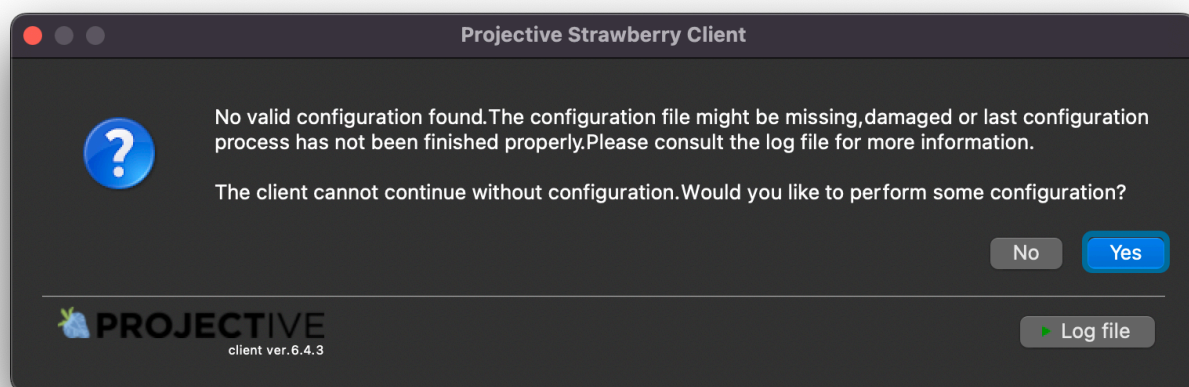 Projective Strawberry Client
No valid configuration found.The configuration file might be missing,damaged or last configuration
process has not been finished properly.Please consult the log file for more information.
The client cannot continue without configuration.Would you like to perform some configuration?
No
Yes
PROJECTIVE
client ver.6.4.3
Log file